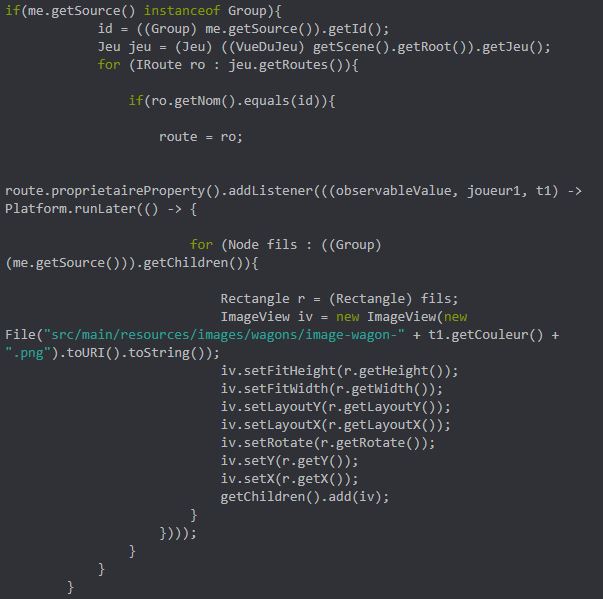 if(me.getSource() instanceof Group){
id = ((Group) me.getSource()).getId();
Jeu jeu = (Jeu) ((VueDuJeu) getScene().getRoot()).getJeu();
for (IRoute ro : jeu.getRoutes()){
if(ro.getNom().equals(id)){
route = ro;
route.proprietaireProperty().addListener(((observableValue, joueur1, t1) ->
Platform.runLater(() -> {
for (Node fils : ((Group)
(me.getSource())).getChildren()){
Rectangle r = (Rectangle) fils;
ImageView iv = new ImageView(new
File("src/main/resources/images/wagons/image-wagon-" + t1.getCouleur() +
".png").toURI().toString());
iv.setFitHeight(r.getHeight());
iv.setFitWidth(r.getWidth());
iv.setLayoutY(r.getLayoutY());
iv.setLayoutX(r.getLayoutX());
iv.setRotate(r.getRotate());
iv.setY(r.getY());
iv.setX(r.getX());
getChildren().add(iv);
}
})));
}
}
}